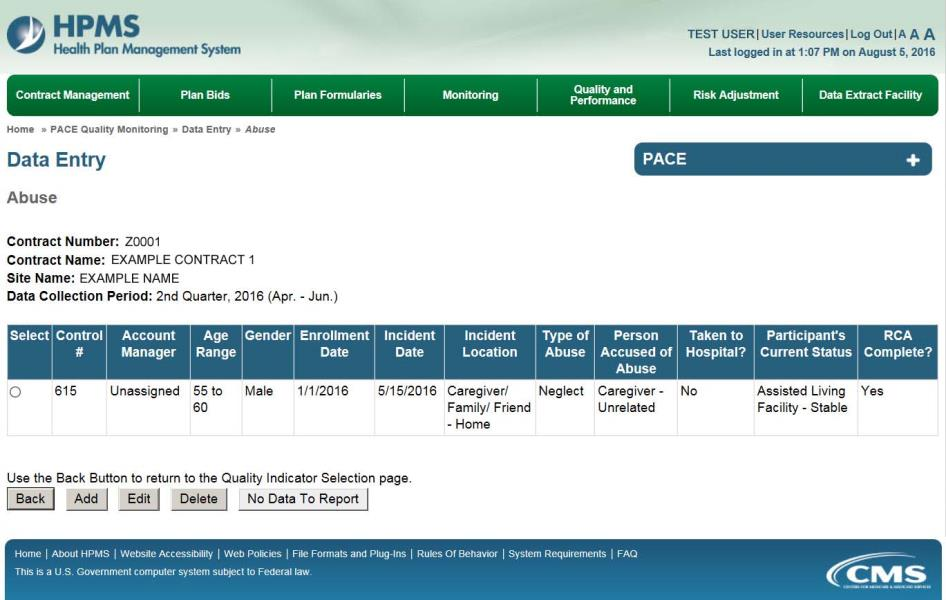 HPMS
Health Plan Management System
TEST USER|User Resources|Log Out|A A A
Last logged in at 1:07 PM on August 5, 2016
Contract Management Plan Bids Plan Formularies Monitoring Quality and Performance Risk Adjustment Data Extract Facility
Home » PACE Quality Monitoring » Data Entry » Abuse
Data Entry
PACE +
Abuse
Contract Number: Z0001
Contract Name: EXAMPLE CONTRACT 1
Site Name: EXAMPLE NAME
Data Collection Period: 2nd Quarter, 2016 (Apr. - Jun.)
Select Control # Account Manager Age Range Gender Enrollment Date Incident Date Incident Location Type of Abuse Person Accused of Abuse Taken to Hospital? Participant's Current Status RCA Complete?
615 Unassigned 55 to 60 Male 1/1/2016 5/15/2016 Caregiver/ Family/ Friend - Home Neglect Caregiver - Unrelated No Assisted Living Facility - Stable Yes
Use the Back Button to return to the Quality Indicator Selection page.
Back Add Edit Delete No Data To Report
Home | About HPMS | Website Accessibility | Web Policies | File Formats and Plug-Ins | Rules Of Behavior | System Requirements | FAQ
This is a U.S. Government computer system subject to Federal law.
CMS
CENTERS FOR MEDICARE & MEDICAID SERVICES